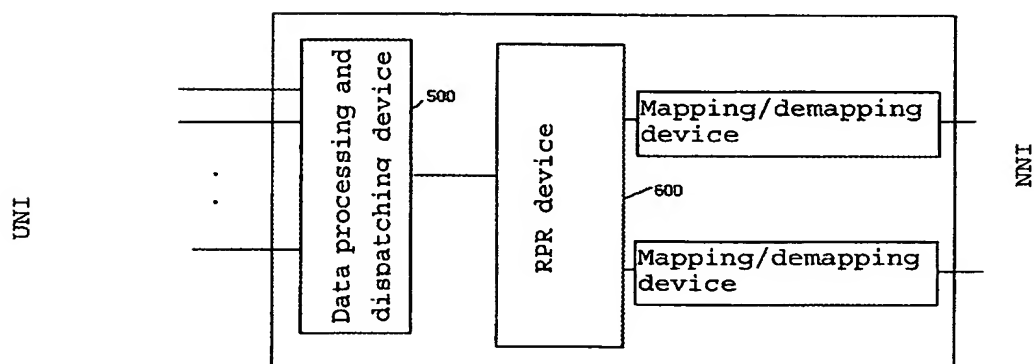 UNI
Data processing and
dispatching device
500
RPR device
600
Mapping/demapping
device
Mapping/demapping
device
NNI